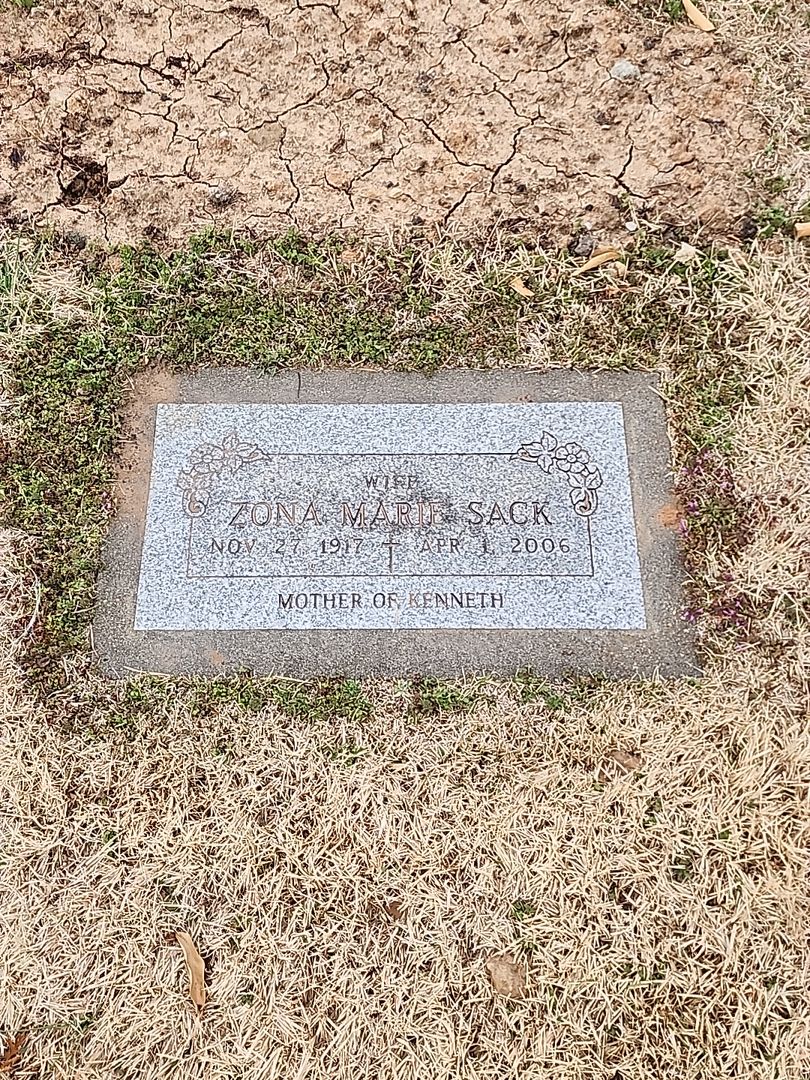 WIFE
ZONA MARIE SACK
NOV. 27, 1917 APR. 1, 2006
MOTHER OF KENNETH